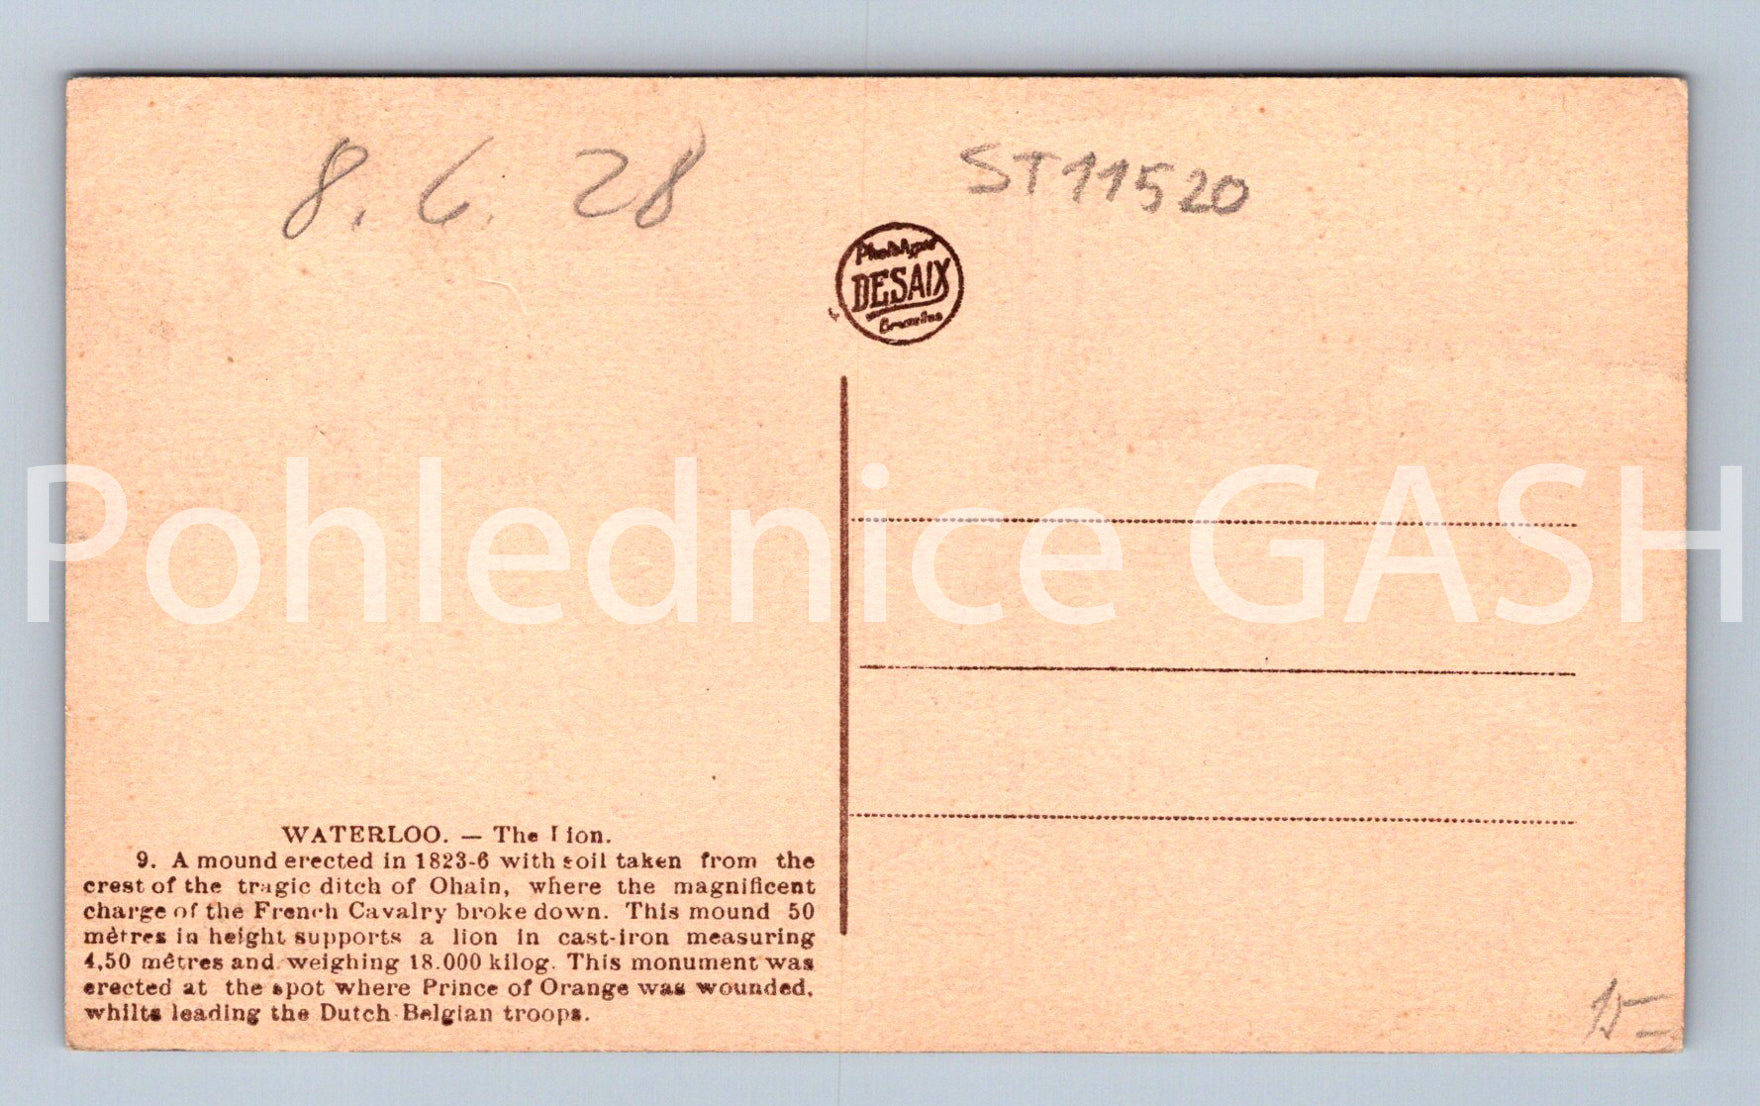 8. 6. 28
ST11520
DESAIX
Pohlednice GASH
WATERLOO. — The Lion.
9. A mound erected in 1823-6 with soil taken from the
crest of the tragic ditch of Ohain, where the magnificent
charge of the French Cavalry broke down. This mound 50
mètres in height supports a lion in cast-iron measuring
4,50 mètres and weighing 18.000 kilog. This monument was
erected at the spot where Prince of Orange was wounded,
whilts leading the Dutch-Belgian troops.
15-